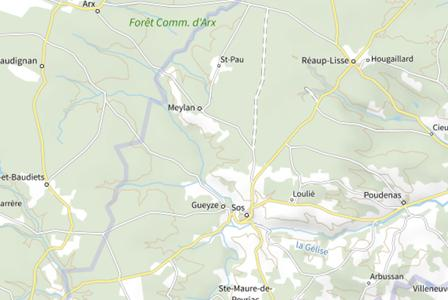 Arx
Forêt Comm. d'Arx
St-Pau
audignan
Réaup-Lisse
Hougaillard
Meylan
Cieu
-et-Baudiets
Loulié
Poudenas
arrère
Gueyze
Sos
la Gélise
Arbussan
Ste-Maure-de-
Peyriac
Villeneuv